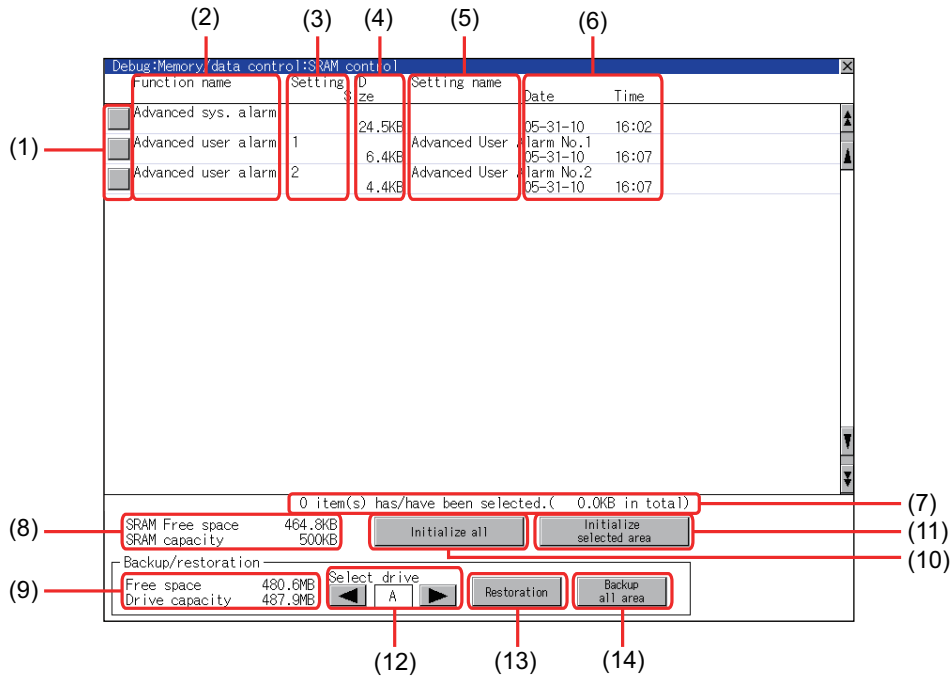 (2) (3) (4) (5) (6)
Debug:Memory/data control:SRAM control
Function name Setting ID Setting name
Size Date Time
Advanced sys. alarm
24.5KB 05-31-10 16:02
(1)
Advanced user alarm 1 Advanced User Alarm No.1
6.4KB 05-31-10 16:07
Advanced user alarm 2 Advanced User Alarm No.2
4.4KB 05-31-10 16:07
0 item(s) has/have been selected.( 0.0KB in total) (7)
(8) SRAM Free space 464.8KB
SRAM capacity 500KB
Initialize all
Initialize
selected area
(11)
(10)
Backup/restoration
(9) Free space 480.6MB
Drive capacity 487.9MB
Select drive
A
Restoration
Backup
all area
(12) (13) (14)